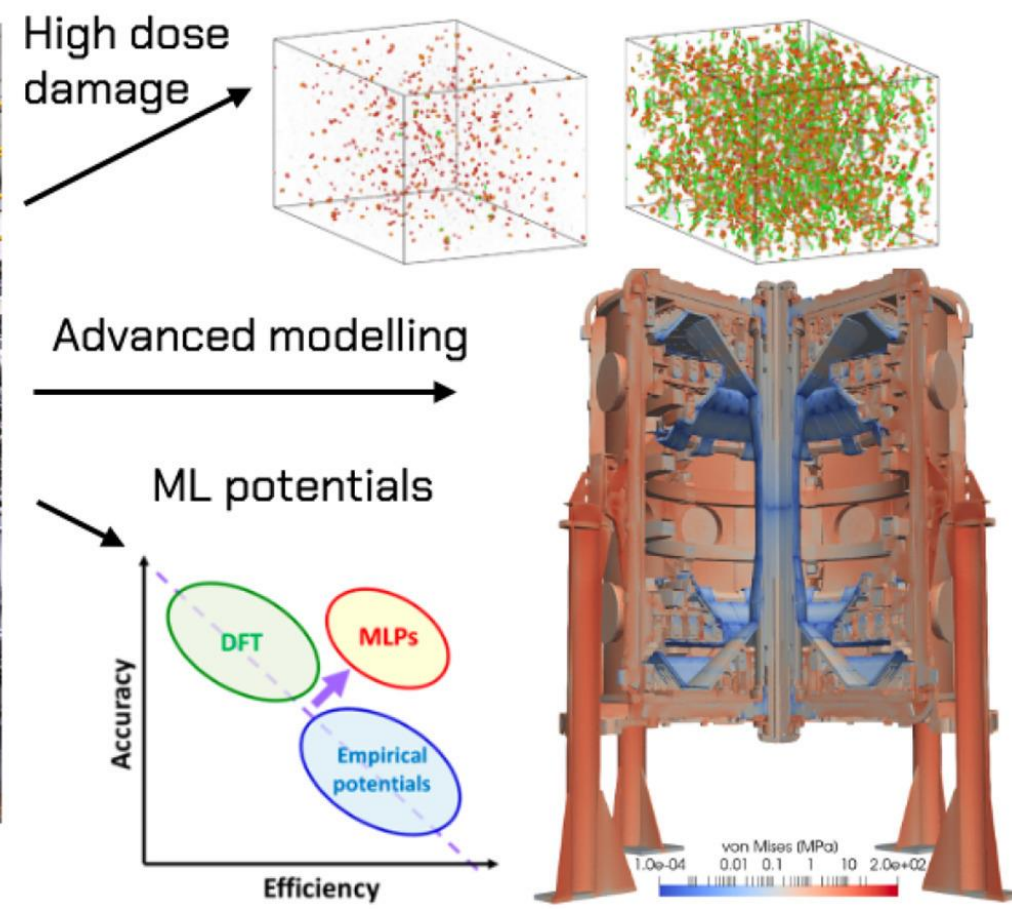 High dose
damage
Advanced modelling
ML potentials
Accuracy
DFT
MLPs
Empirical
potentials
Efficiency
von Mises (MPa)
1.0e-04 0.01 0.1 1 10 2.0e+02